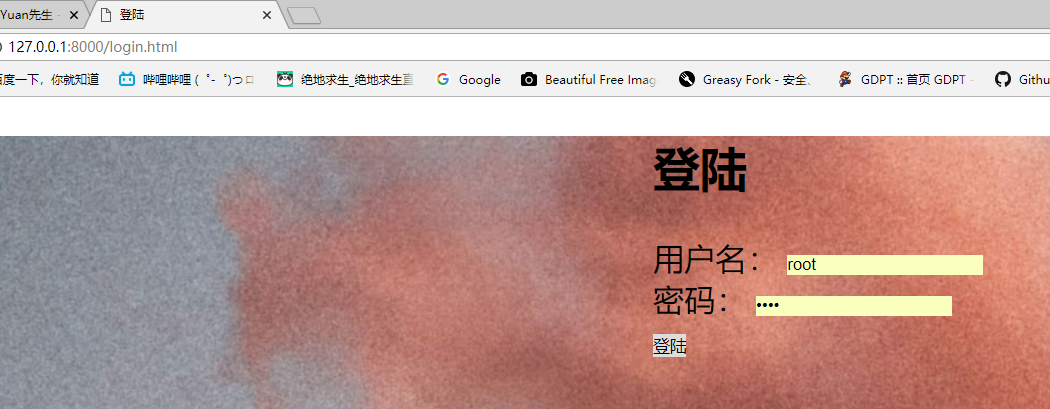 Yuan先生 -
登陆
127.0.0.1:8000/login.html
百度一下，你就知道
哔哩哔哩 ( ゜- ゜)つロ
绝地求生_绝地求生直
Google
Beautiful Free Imag
Greasy Fork - 安全、
GDPT :: 首页 GDPT -
Githu
登陆
用户名： root
密码： ••••
登陆